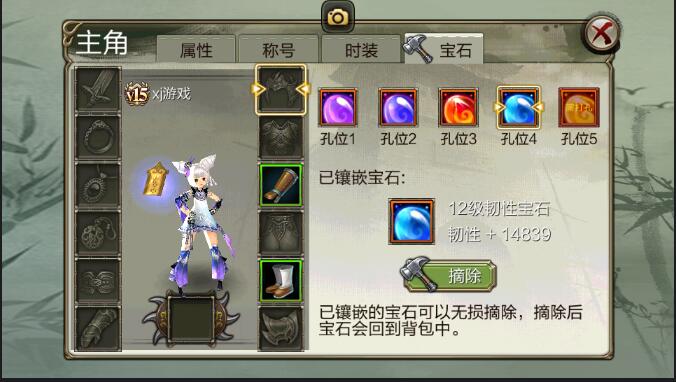 主角
属性
称号
时装
宝石
v15 xj游戏
孔位1
孔位2
孔位3
孔位4
孔位5
已镶嵌宝石:
12级韧性宝石
韧性 + 14839
摘除
已镶嵌的宝石可以无损摘除，摘除后
宝石会回到背包中。